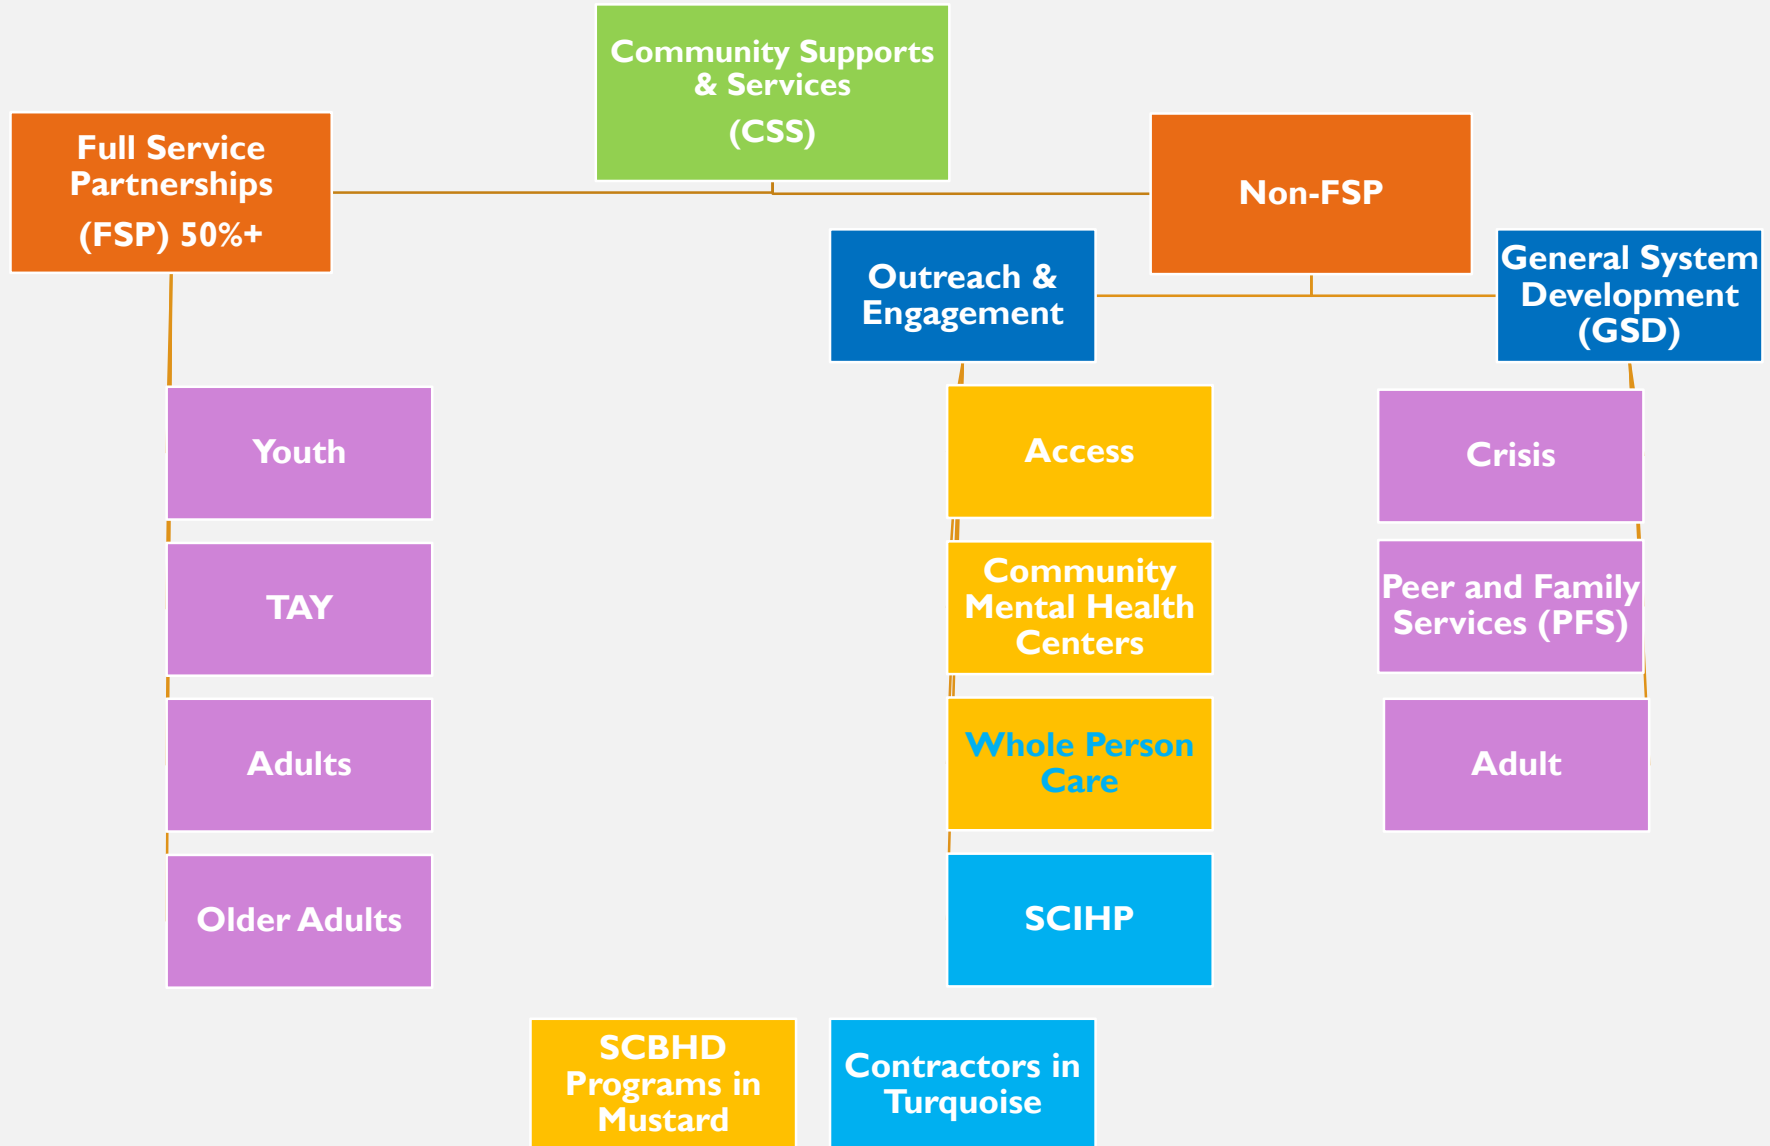 Community Supports
& Services
(CSS)
Full Service
Partnerships
(FSP) 50%+
Non-FSP
Outreach &
Engagement
General System
Development
(GSD)
Youth
TAY
Adults
Older Adults
Access
Community
Mental Health
Centers
Whole Person
Care
SCIHP
Crisis
Peer and Family
Services (PFS)
Adult
SCBHD
Programs in
Mustard
Contractors in
Turquoise